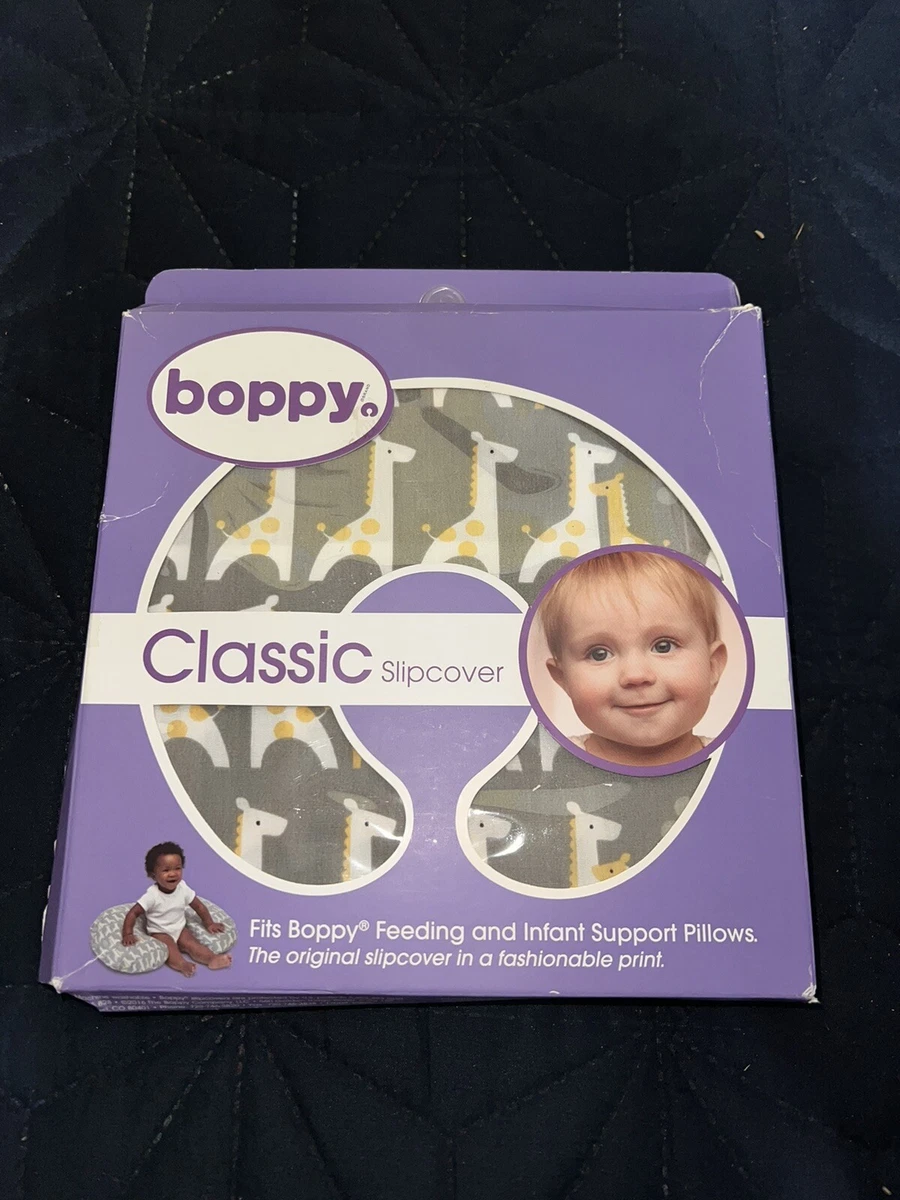 boppy
Classic Slipcover
Fits Boppy® Feeding and Infant Support Pillows.
The original slipcover in a fashionable print.